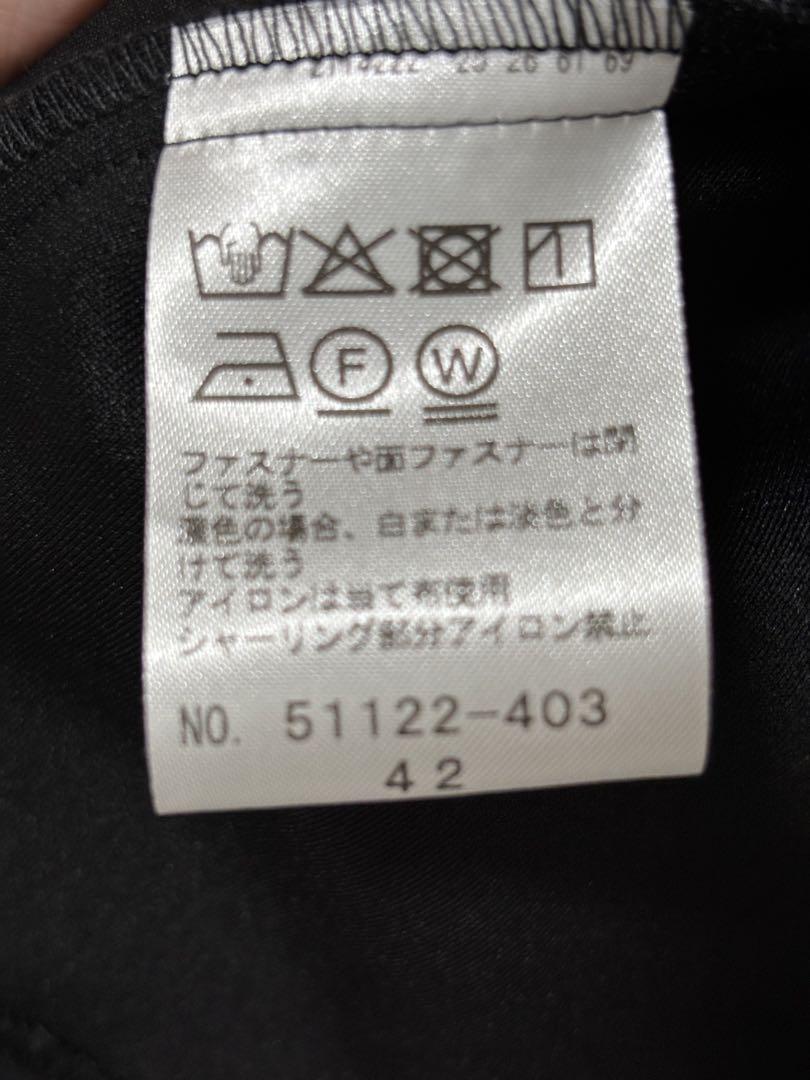 F W
ファスナーや面ファスナーは閉
じて洗う
濃色の場合、白または淡色と分
けて洗う
アイロンは当て布使用
シャーリング部分アイロン禁止
NO. 51122-403
42